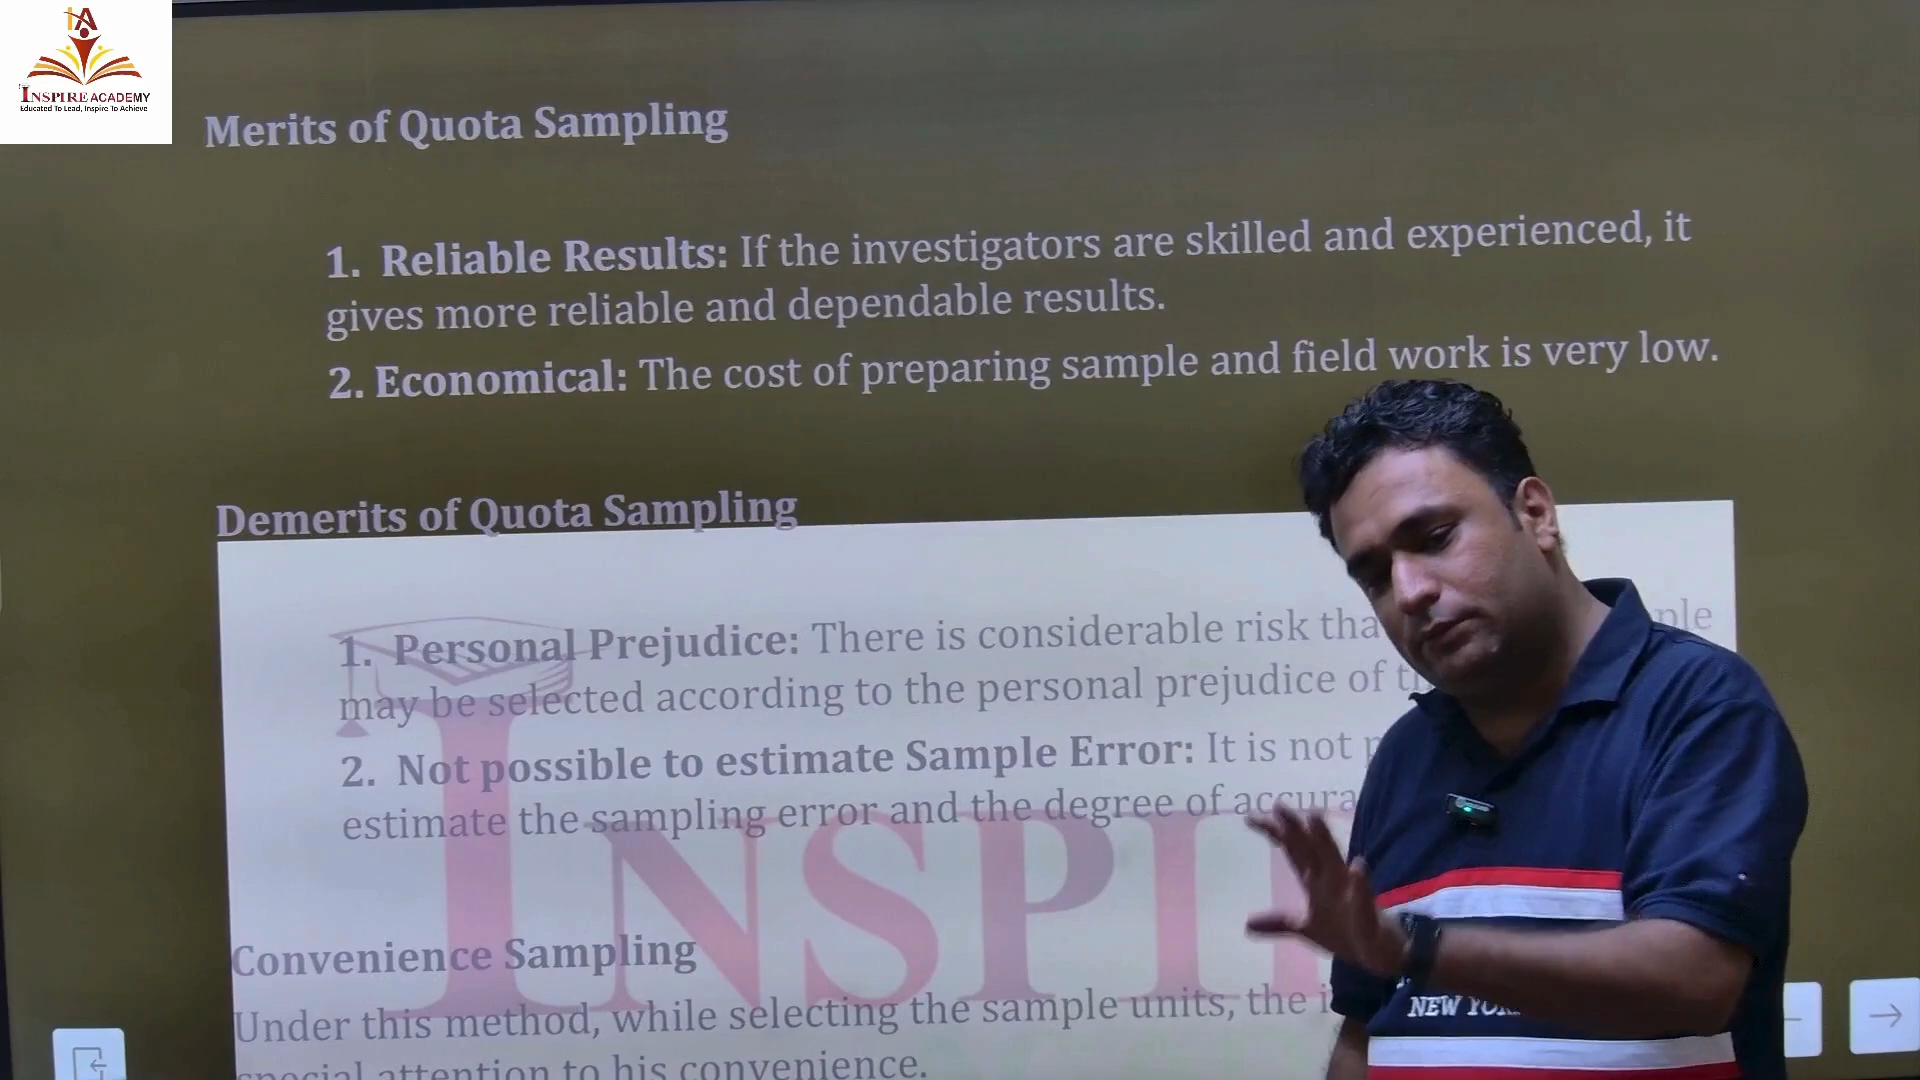 IA
INSPIRE ACADEMY
Educated To Lead, Inspire To Achieve
Merits of Quota Sampling
1. Reliable Results: If the investigators are skilled and experienced, it
gives more reliable and dependable results.
2. Economical: The cost of preparing sample and field work is very low.
Demerits of Quota Sampling
1. Personal Prejudice: There is considerable risk
may be selected according to the personal prejudice of
2. Not possible to estimate Sample Error: It is not
estimate the sampling error and the degree of
INSPI
Convenience Sampling
Under this method, while selecting the sample units, the
special attention to his convenience.
NEW